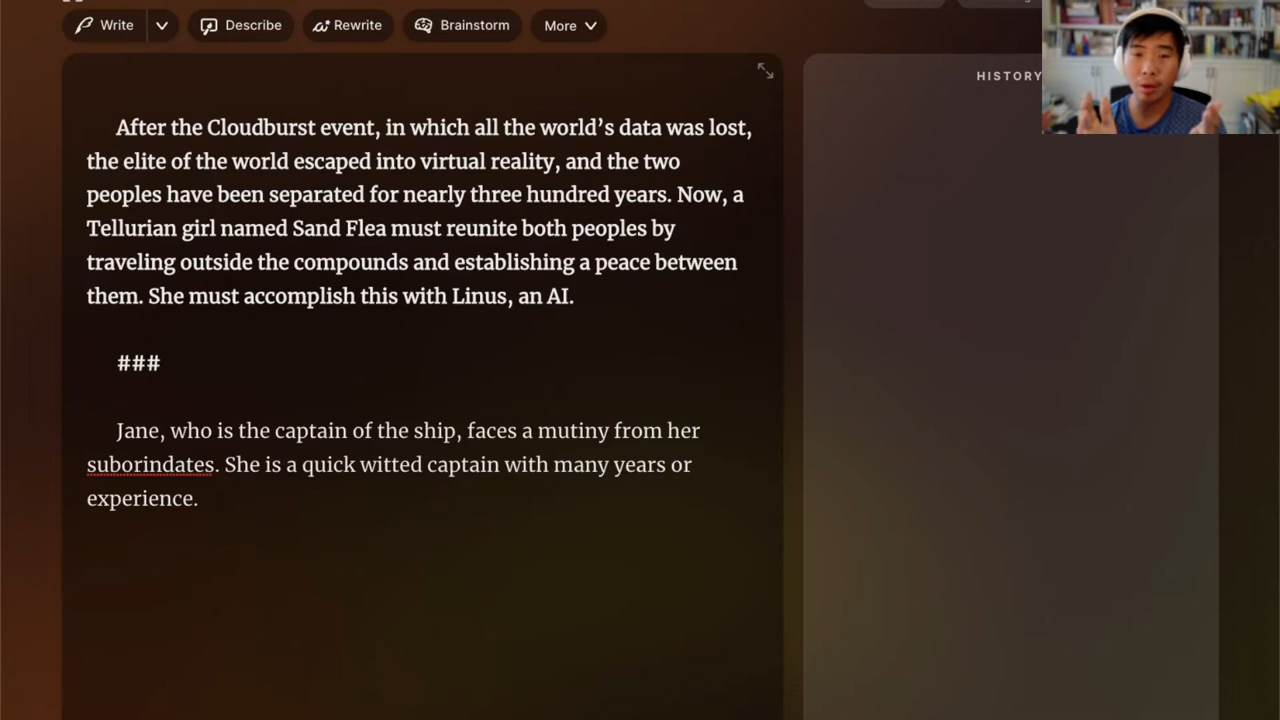 Write
Describe
Rewrite
Brainstorm
More
HISTORY
After the Cloudburst event, in which all the world’s data was lost,
the elite of the world escaped into virtual reality, and the two
peoples have been separated for nearly three hundred years. Now, a
Tellurian girl named Sand Flea must reunite both peoples by
traveling outside the compounds and establishing a peace between
them. She must accomplish this with Linus, an AI.
###
Jane, who is the captain of the ship, faces a mutiny from her
suborindates. She is a quick witted captain with many years or
experience.